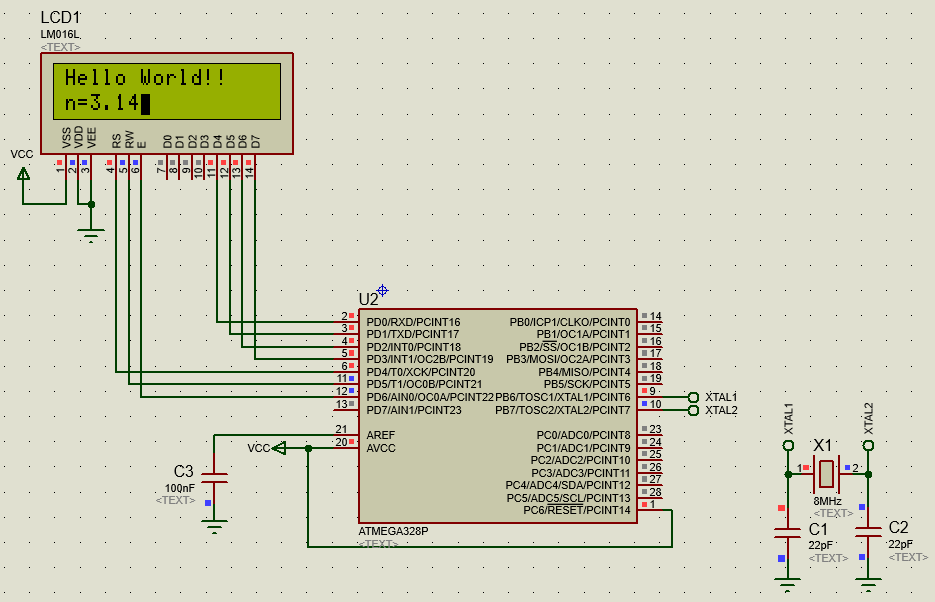 LCD1
LM016L
<TEXT>
Hello World!!
n=3.14
VSS VDD VEE RS RW E D0 D1 D2 D3 D4 D5 D6 D7
1 2 3 4 5 6 7 8 9 10 11 12 13 14
VCC
U2
2 PD0/RXD/PCINT16 PB0/ICP1/CLKO/PCINT0 14
3 PD1/TXD/PCINT17 PB1/OC1A/PCINT1 15
4 PD2/INT0/PCINT18 PB2/SS/OC1B/PCINT2 16
5 PD3/INT1/OC2B/PCINT19 PB3/MOSI/OC2A/PCINT3 17
6 PD4/T0/XCK/PCINT20 PB4/MISO/PCINT4 18
11 PD5/T1/OC0B/PCINT21 PB5/SCK/PCINT5 19
12 PD6/AIN0/OC0A/PCINT22 PB6/TOSC1/XTAL1/PCINT6 9 XTAL1
13 PD7/AIN1/PCINT23 PB7/TOSC2/XTAL2/PCINT7 10 XTAL2
21 AREF PC0/ADC0/PCINT8 23
VCC 20 AVCC PC1/ADC1/PCINT9 24
PC2/ADC2/PCINT10 25
PC3/ADC3/PCINT11 26
PC4/ADC4/SDA/PCINT12 27
PC5/ADC5/SCL/PCINT13 28
PC6/RESET/PCINT14 1
ATMEGA328P
<TEXT>
C3
100nF
<TEXT>
XTAL1 XTAL2
X1
1 2
8MHz
<TEXT>
C1
22pF
<TEXT>
C2
22pF
<TEXT>